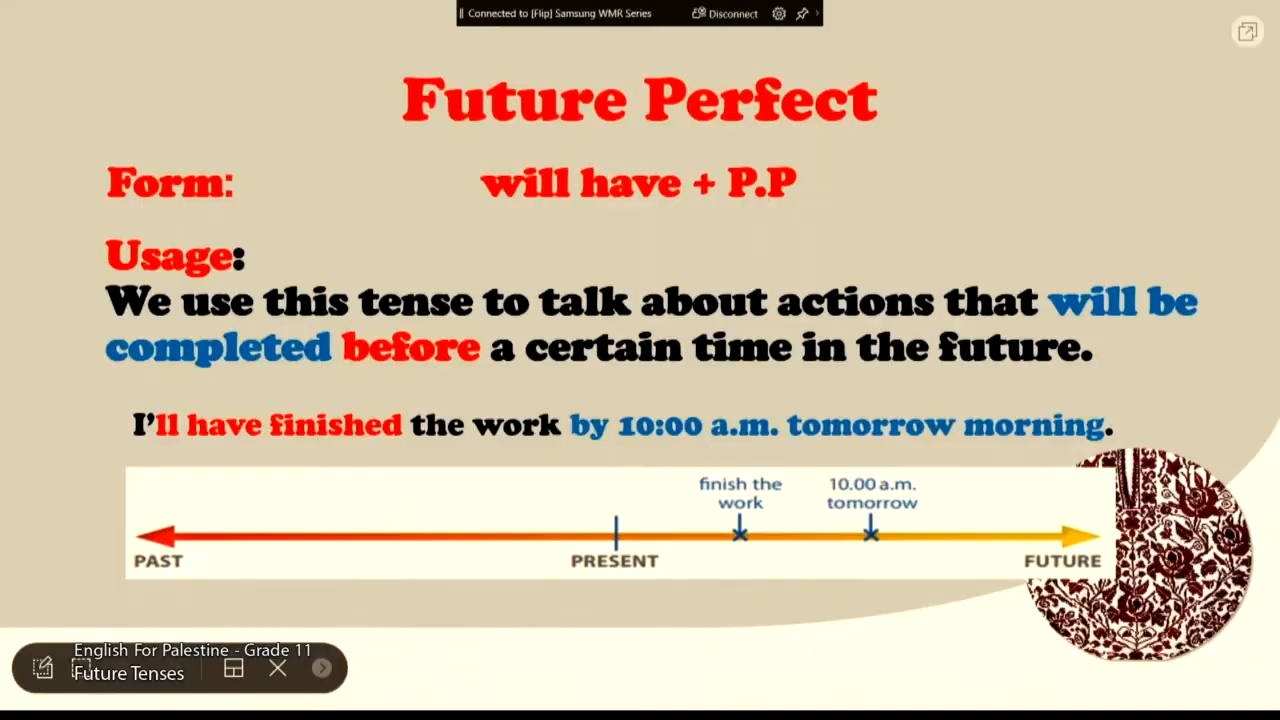 Connected to [Flip] Samsung WMR Series Disconnect
Future Perfect
Form: will have + P.P
Usage:
We use this tense to talk about actions that will be
completed before a certain time in the future.
I'll have finished the work by 10:00 a.m. tomorrow morning.
finish the 10.00 a.m.
work tomorrow
PAST PRESENT FUTURE
English For Palestine - Grade 11
Future Tenses